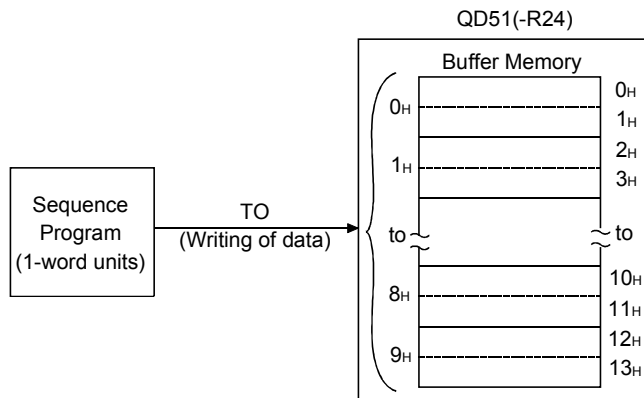 QD51(-R24)
Buffer Memory
0H
0H
1H
1H
2H
3H
Sequence
Program
(1-word units)
TO
(Writing of data)
to
to
8H
10H
11H
9H
12H
13H